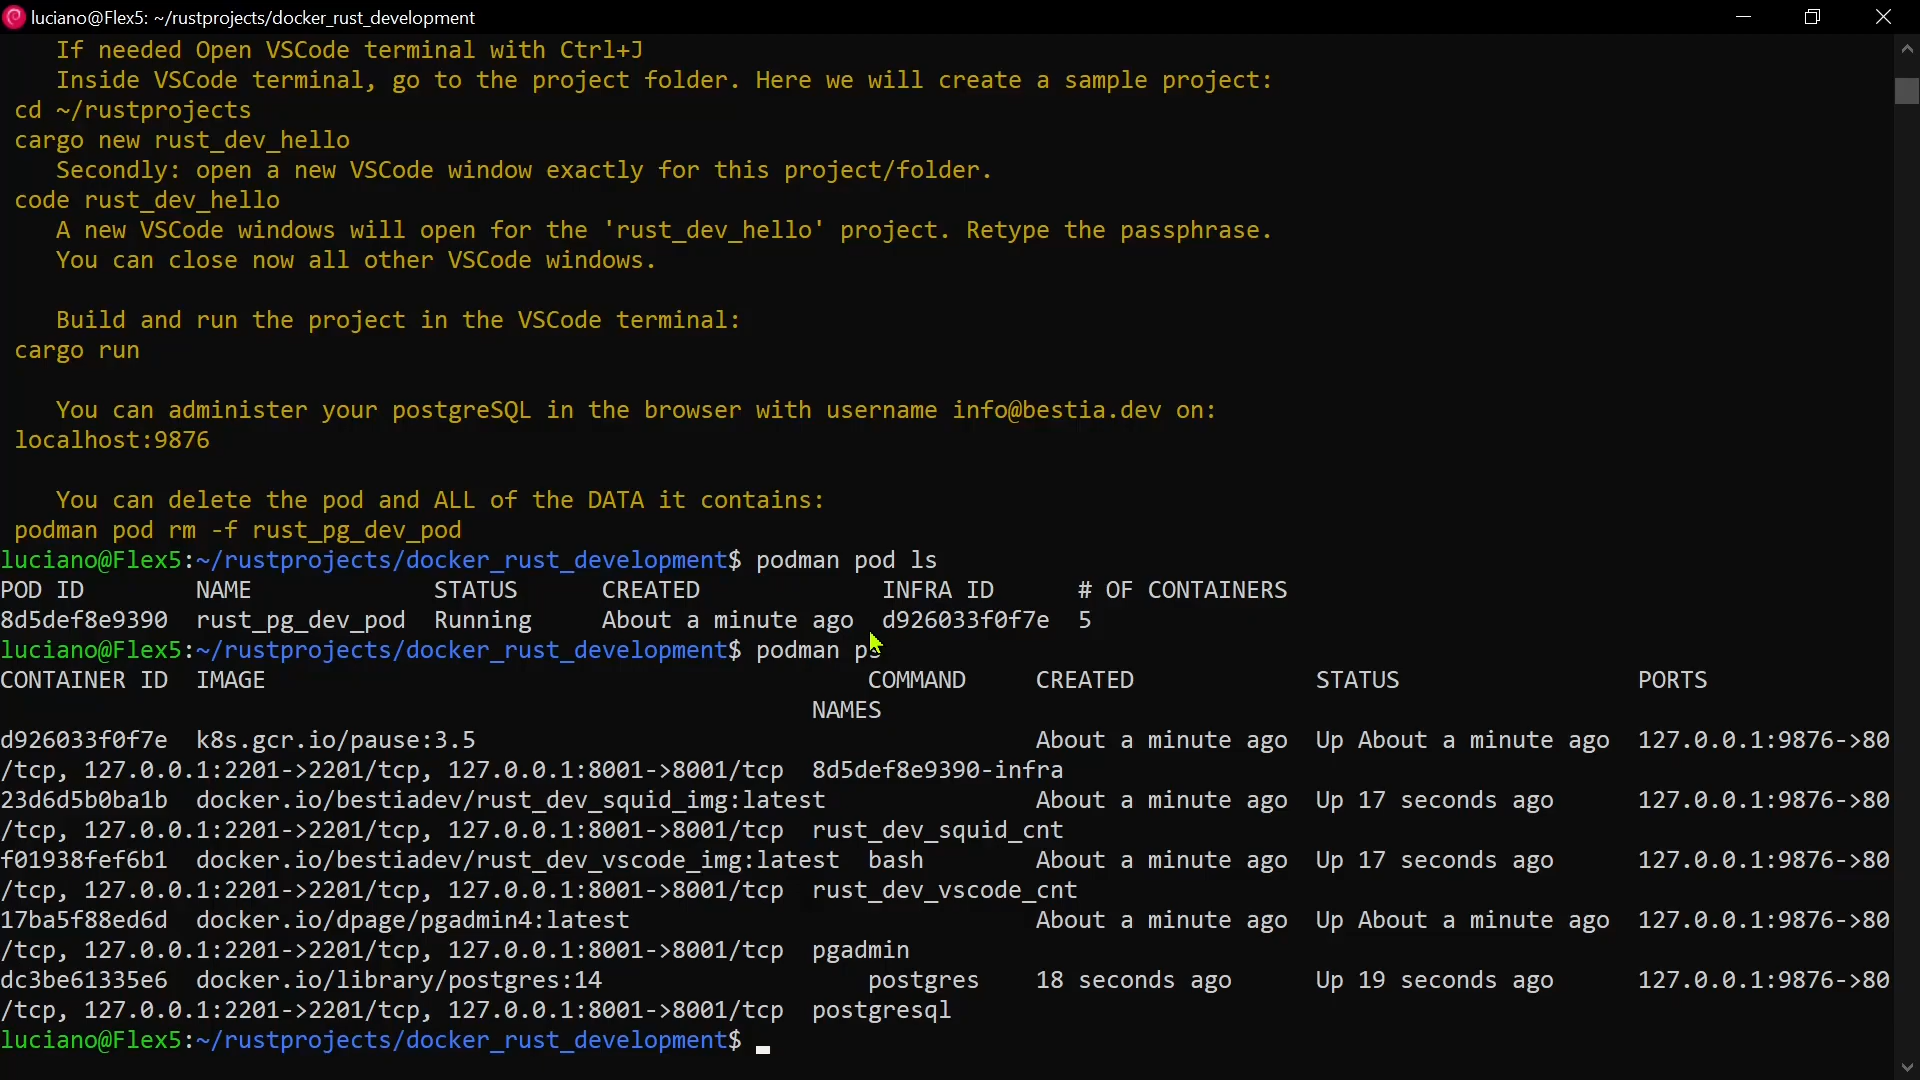 luciano@Flex5: ~/rustprojects/docker_rust_development
If needed Open VSCode terminal with Ctrl+J
Inside VSCode terminal, go to the project folder. Here we will create a sample project:
cd ~/rustprojects
cargo new rust_dev_hello
Secondly: open a new VSCode window exactly for this project/folder.
code rust_dev_hello
A new VSCode windows will open for the 'rust_dev_hello' project. Retype the passphrase.
You can close now all other VSCode windows.
Build and run the project in the VSCode terminal:
cargo run
You can administer your postgreSQL in the browser with username info@bestia.dev on:
localhost:9876
You can delete the pod and ALL of the DATA it contains:
podman pod rm -f rust_pg_dev_pod
luciano@Flex5:~/rustprojects/docker_rust_development$ podman pod ls
POD ID NAME STATUS CREATED INFRA ID # OF CONTAINERS
8d5def8e9390 rust_pg_dev_pod Running About a minute ago d926033f0f7e 5
luciano@Flex5:~/rustprojects/docker_rust_development$ podman ps
CONTAINER ID IMAGE COMMAND CREATED STATUS PORTS
NAMES
d926033f0f7e k8s.gcr.io/pause:3.5 About a minute ago Up About a minute ago 127.0.0.1:9876->80
/tcp, 127.0.0.1:2201->2201/tcp, 127.0.0.1:8001->8001/tcp 8d5def8e9390-infra
23d6d5b0ba1b docker.io/bestiadev/rust_dev_squid_img:latest About a minute ago Up 17 seconds ago 127.0.0.1:9876->80
/tcp, 127.0.0.1:2201->2201/tcp, 127.0.0.1:8001->8001/tcp rust_dev_squid_cnt
f01938fef6b1 docker.io/bestiadev/rust_dev_vscode_img:latest bash About a minute ago Up 17 seconds ago 127.0.0.1:9876->80
/tcp, 127.0.0.1:2201->2201/tcp, 127.0.0.1:8001->8001/tcp rust_dev_vscode_cnt
17ba5f88ed6d docker.io/dpage/pgadmin4:latest About a minute ago Up About a minute ago 127.0.0.1:9876->80
/tcp, 127.0.0.1:2201->2201/tcp, 127.0.0.1:8001->8001/tcp pgadmin
dc3be61335e6 docker.io/library/postgres:14 postgres 18 seconds ago Up 19 seconds ago 127.0.0.1:9876->80
/tcp, 127.0.0.1:2201->2201/tcp, 127.0.0.1:8001->8001/tcp postgresql
luciano@Flex5:~/rustprojects/docker_rust_development$